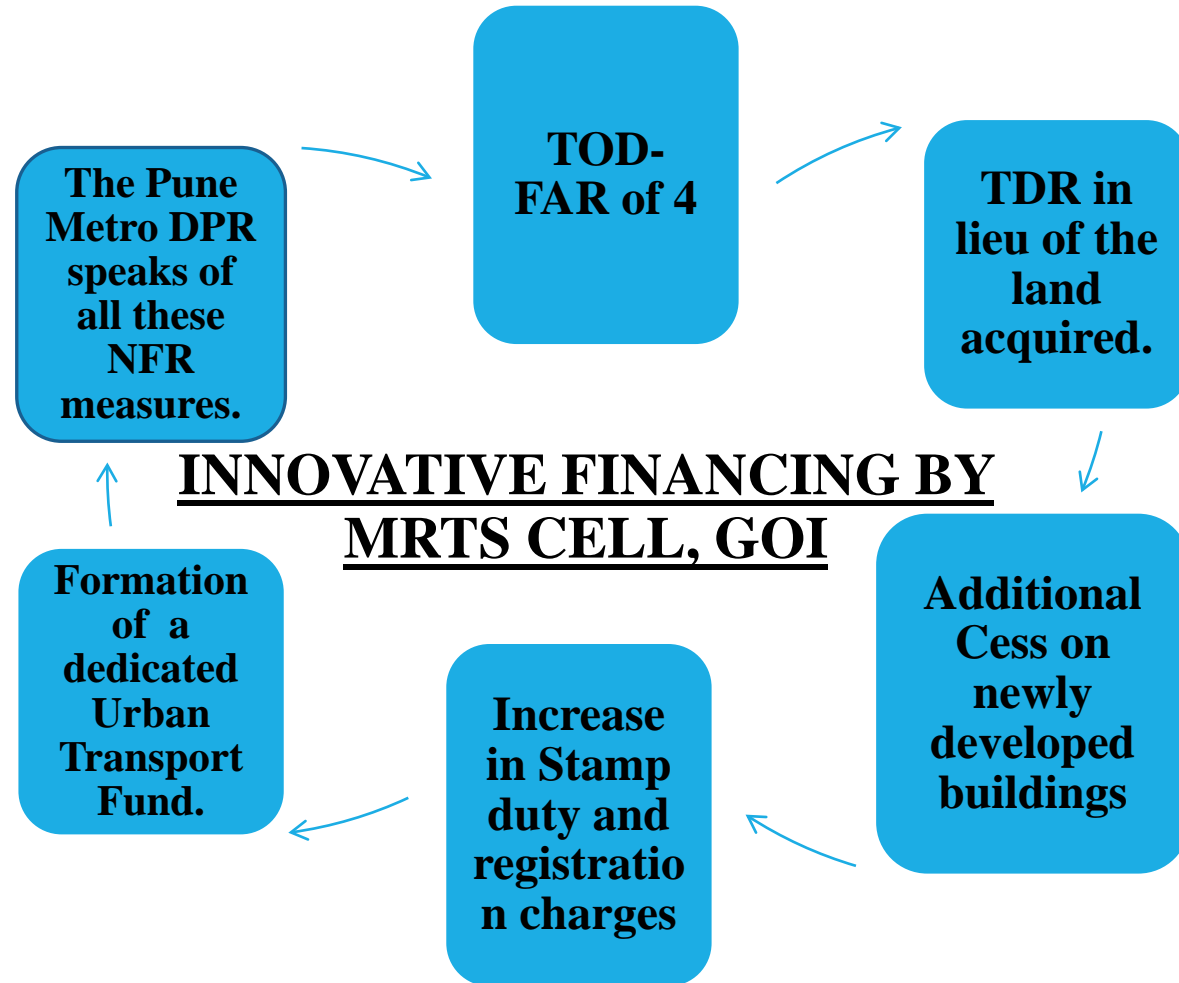 INNOVATIVE FINANCING BY
MRTS CELL, GOI
TOD-
FAR of 4
TDR in
lieu of the
land
acquired.
Additional
Cess on
newly
developed
buildings
Increase
in Stamp
duty and
registratio
n charges
Formation
of a
dedicated
Urban
Transport
Fund.
The Pune
Metro DPR
speaks of
all these
NFR
measures.